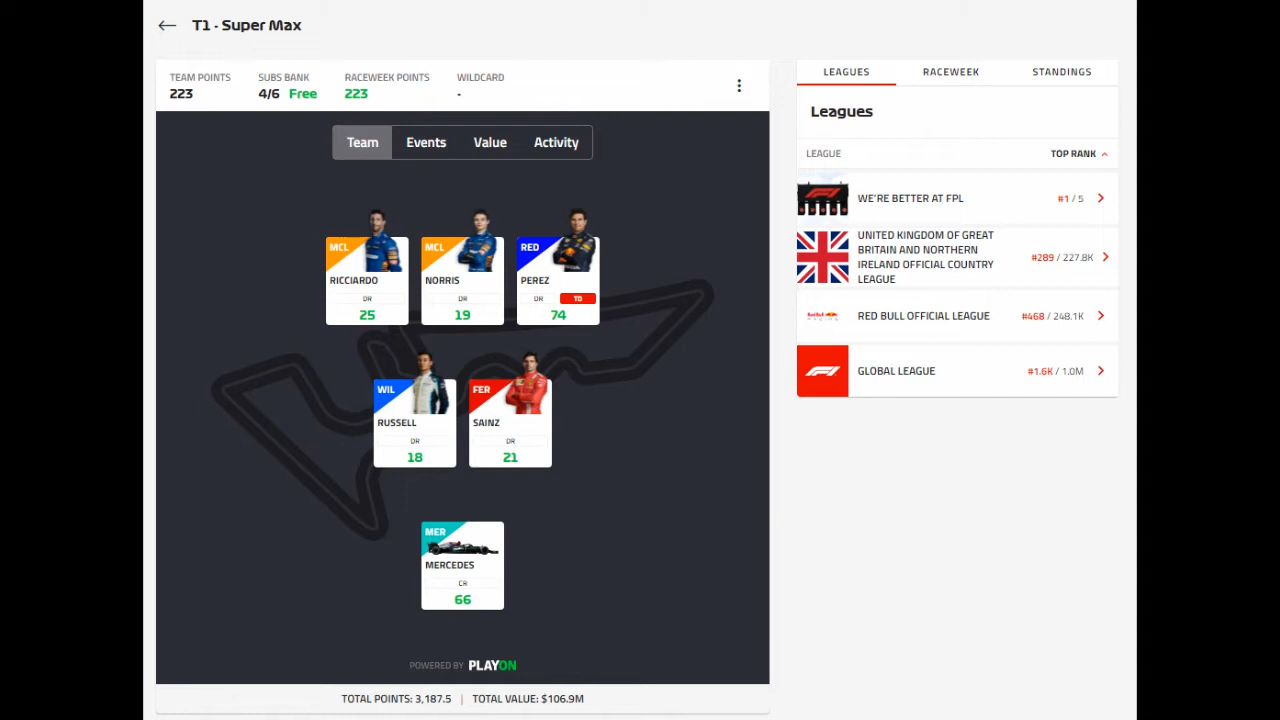 T1 - Super Max
TEAM POINTS
223
SUBS BANK
4/6 Free
RACEWEEK POINTS
223
WILDCARD
-
Team
Events
Value
Activity
MCL
RICCIARDO
DR
25
MCL
NORRIS
DR
19
RED
PEREZ
DR TD
74
WIL
RUSSELL
DR
18
FER
SAINZ
DR
21
MER
MERCEDES
CR
66
POWERED BY PLAYON
TOTAL POINTS: 3,187.5 | TOTAL VALUE: $106.9M
LEAGUES
RACEWEEK
STANDINGS
Leagues
LEAGUE
TOP RANK
WE'RE BETTER AT FPL
#1 / 5
UNITED KINGDOM OF GREAT
BRITAIN AND NORTHERN
IRELAND OFFICIAL COUNTRY
LEAGUE
#289 / 227.8K
RED BULL OFFICIAL LEAGUE
#468 / 248.1K
GLOBAL LEAGUE
#1.6K / 1.0M